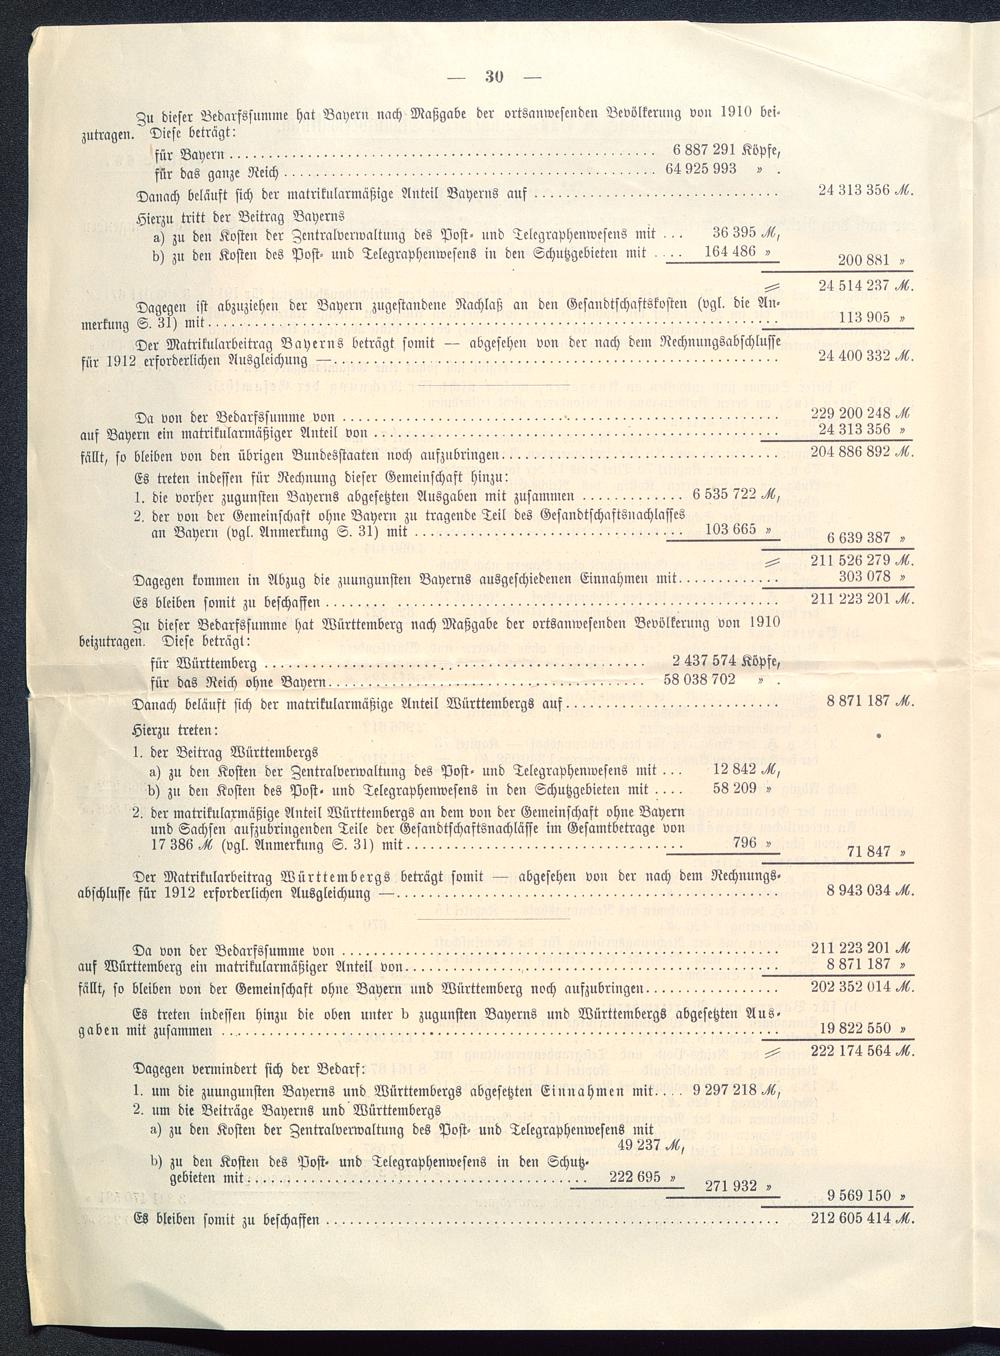 — 30 —
Zu dieser Bedarfssumme hat Bayern nach Maßgabe der ortsanwesenden Bevölkerung von 1910 bei-
zutragen. Diese beträgt:
für Bayern ........ 6 887 291 Köpfe,
für das ganze Reich ........ 64 925 993 » .
Danach beläuft sich der matrikularmäßige Anteil Bayerns auf ........ 24 313 356 M.
Hierzu tritt der Beitrag Bayerns
a) zu den Kosten der Zentralverwaltung des Post- und Telegraphenwesens mit ... 36 395 M,
b) zu den Kosten des Post- und Telegraphenwesens in den Schutzgebieten mit .... 164 486 » 200 881 »
= 24 514 237 M.
Dagegen ist abzuziehen der Bayern zugestandene Nachlaß an den Gesandtschaftskosten (vgl. die An-
merkung S. 31) mit ........ 113 905 »
Der Matrikularbeitrag Bayerns beträgt somit — abgesehen von der nach dem Rechnungsabschlusse
für 1912 erforderlichen Ausgleichung — ........ 24 400 332 M.
Da von der Bedarfssumme von ........ 229 200 248 M
auf Bayern ein matrikularmäßiger Anteil von ........ 24 313 356 »
fällt, so bleiben von den übrigen Bundesstaaten noch aufzubringen ........ 204 886 892 M.
Es treten indessen für Rechnung dieser Gemeinschaft hinzu:
1. die vorher zugunsten Bayerns abgesetzten Ausgaben mit zusammen ........ 6 535 722 M,
2. der von der Gemeinschaft ohne Bayern zu tragende Teil des Gesandtschaftsnachlasses
an Bayern (vgl. Anmerkung S. 31) mit ........ 103 665 » 6 639 387 »
= 211 526 279 M.
Dagegen kommen in Abzug die zuungunsten Bayerns ausgeschiedenen Einnahmen mit ........ 303 078 »
Es bleiben somit zu beschaffen ........ 211 223 201 M.
Zu dieser Bedarfssumme hat Württemberg nach Maßgabe der ortsanwesenden Bevölkerung von 1910
beizutragen. Diese beträgt:
für Württemberg ........ 2 437 574 Köpfe,
für das Reich ohne Bayern ........ 58 038 702 » .
Danach beläuft sich der matrikularmäßige Anteil Württembergs auf ........ 8 871 187 M.
Hierzu treten:
1. der Beitrag Württembergs
a) zu den Kosten der Zentralverwaltung des Post- und Telegraphenwesens mit ... 12 842 M,
b) zu den Kosten des Post- und Telegraphenwesens in den Schutzgebieten mit .... 58 209 »
2. der matrikularmäßige Anteil Württembergs an dem von der Gemeinschaft ohne Bayern
und Sachsen aufzubringenden Teile der Gesandtschaftsnachlässe im Gesamtbetrage von
17 386 M (vgl. Anmerkung S. 31) mit ........ 796 » 71 847 »
Der Matrikularbeitrag Württembergs beträgt somit — abgesehen von der nach dem Rechnungs-
abschlusse für 1912 erforderlichen Ausgleichung — ........ 8 943 034 M.
Da von der Bedarfssumme von ........ 211 223 201 M
auf Württemberg ein matrikularmäßiger Anteil von ........ 8 871 187 »
fällt, so bleiben von der Gemeinschaft ohne Bayern und Württemberg noch aufzubringen ........ 202 352 014 M.
Es treten indessen hinzu die oben unter b zugunsten Bayerns und Württembergs abgesetzten Aus-
gaben mit zusammen ........ 19 822 550 »
= 222 174 564 M.
Dagegen vermindert sich der Bedarf:
1. um die zuungunsten Bayerns und Württembergs abgesetzten Einnahmen mit .... 9 297 218 M,
2. um die Beiträge Bayerns und Württembergs
a) zu den Kosten der Zentralverwaltung des Post- und Telegraphenwesens mit
49 237 M,
b) zu den Kosten des Post- und Telegraphenwesens in den Schutz-
gebieten mit ........ 222 695 » 271 932 » 9 569 150 »
Es bleiben somit zu beschaffen ........ 212 605 414 M.